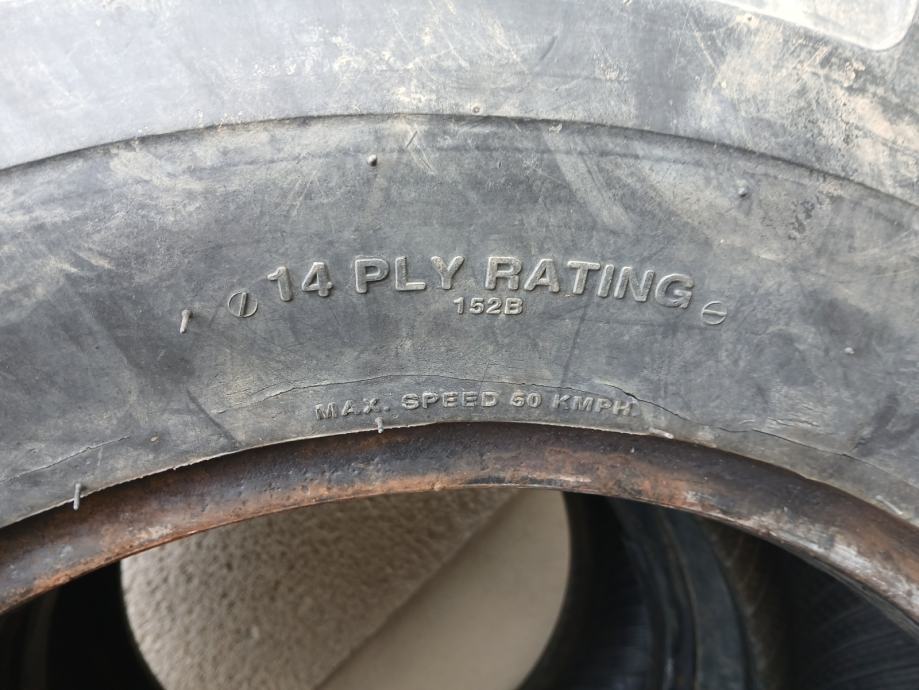 14 PLY RATING
152B
MAX. SPEED 50 KMPH.